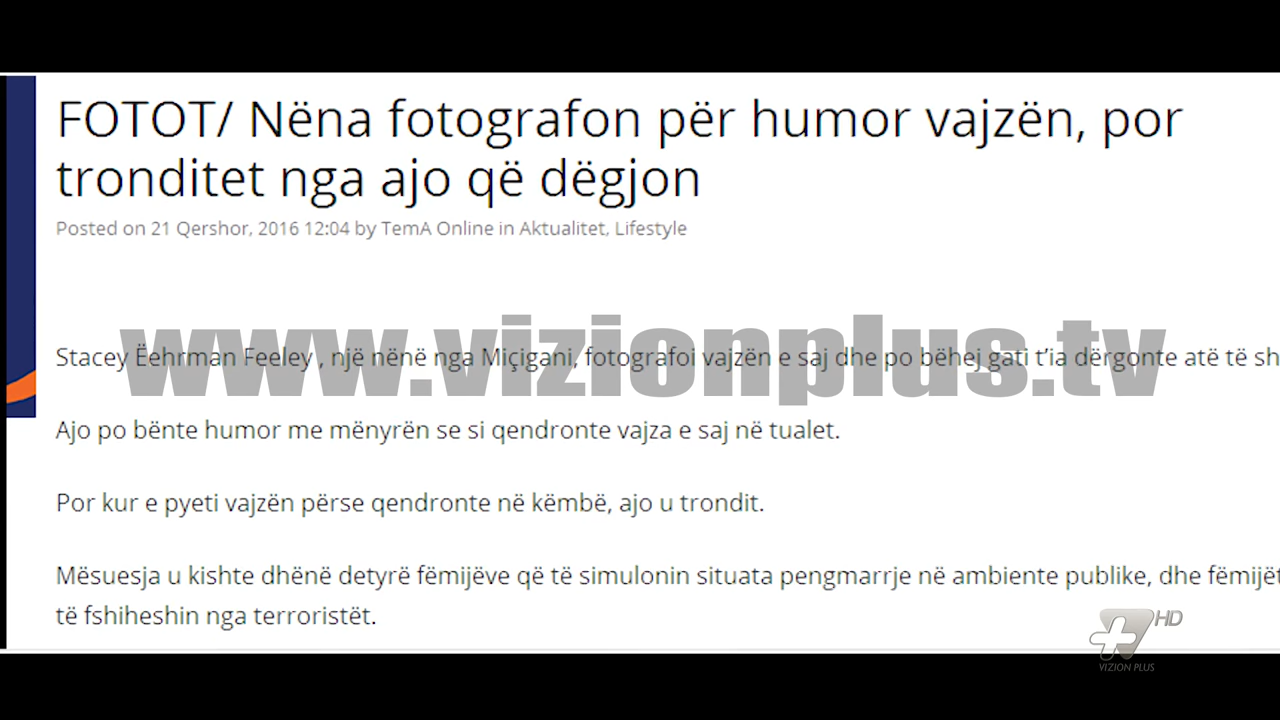 FOTOT/ Nëna fotografon për humor vajzën, por
tronditet nga ajo që dëgjon
Posted on 21 Qershor, 2016 12:04 by TemA Online in Aktualitet, Lifestyle
www.vizionplus.tv
Stacey Ëehrman Feeley , një nënë nga Miçigani, fotografoi vajzën e saj dhe po bëhej gati t'ia dërgonte atë të sh
Ajo po bënte humor me mënyrën se si qendronte vajza e saj në tualet.
Por kur e pyeti vajzën përse qendronte në këmbë, ajo u trondit.
Mësuesja u kishte dhënë detyrë fëmijëve që të simulonin situata pengmarrje në ambiente publike, dhe fëmijët
të fshiheshin nga terroristët.
HD
VIZION PLUS